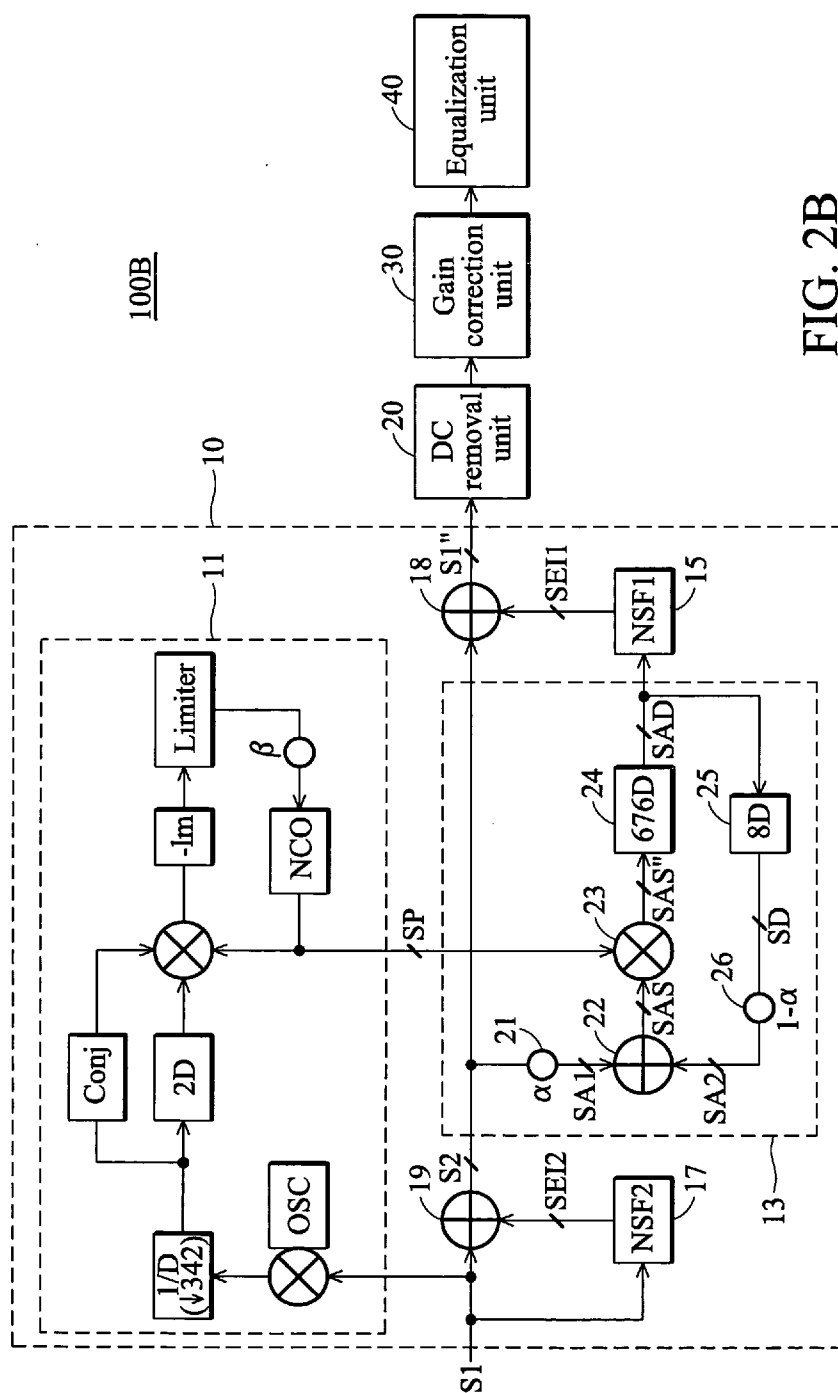 100B
10
11
Conj
-Im
Limiter
2D
1/D
(↓342)
β
NCO
OSC
SP
S1
19
S2
18
S1"
20
DC
removal
unit
30
Gain
correction
unit
40
Equalization
unit
SEI2
NSF2
17
13
α
21
SA1
22
SAS
23
SAS"
24
676D
SAD
SEI1
NSF1
15
SA2
1-α
26
SD
8D
25
FIG. 2B